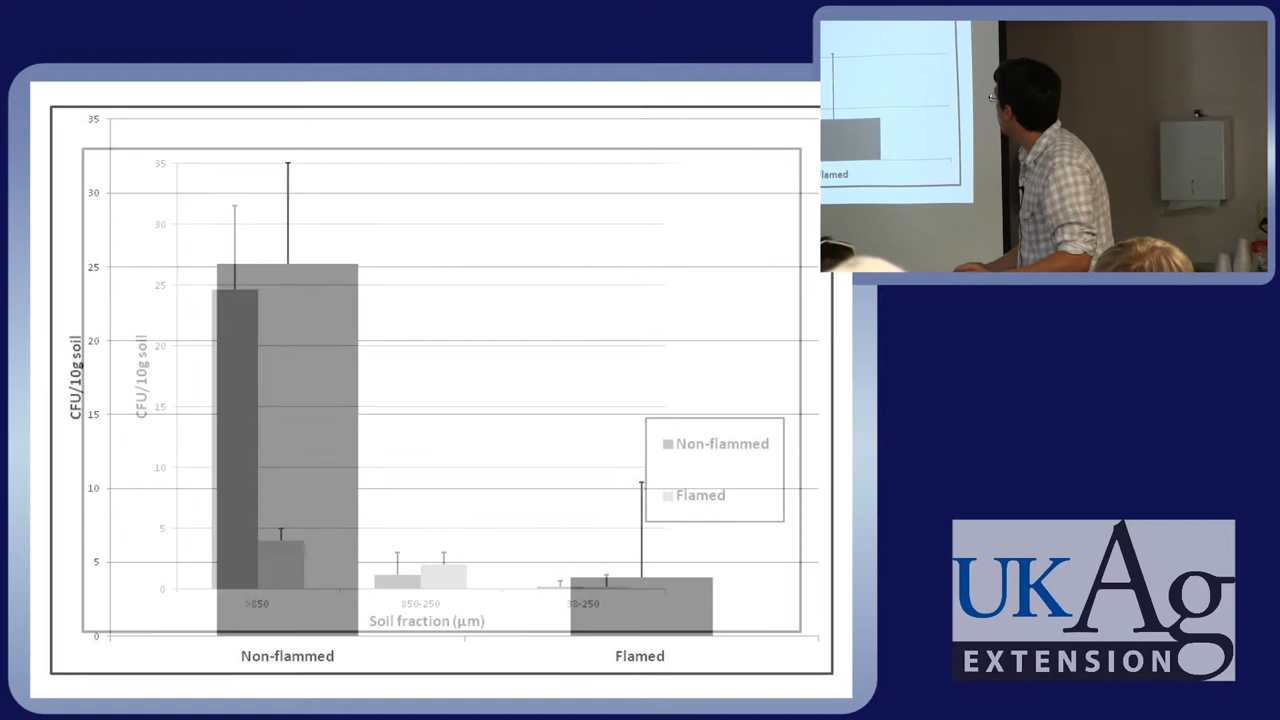 35
30
25
20
15
10
5
0
CFU/10g soil
Non-flammed
Flamed
35
30
25
20
15
10
5
0
CFU/10g soil
>850
850-250
38-250
Soil fraction (µm)
Non-flammed
Flamed
lamed
UKAg
EXTENSION